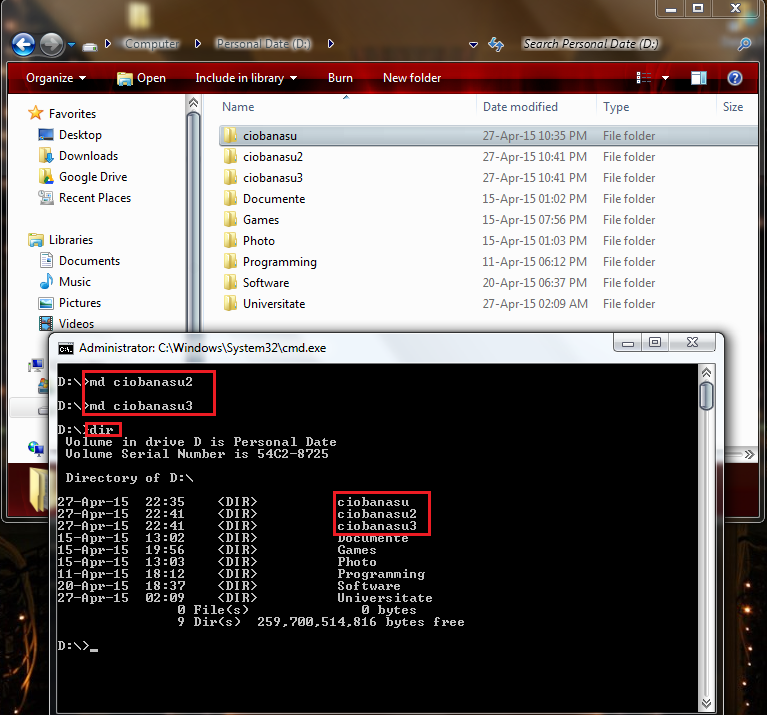 Computer Personal Date (D:) Search Personal Date (D:)
Organize Open Include in library Burn New folder
Name Date modified Type Size
Favorites
Desktop
Downloads
Google Drive
Recent Places
Libraries
Documents
Music
Pictures
Videos
ciobanasu 27-Apr-15 10:35 PM File folder
ciobanasu2 27-Apr-15 10:41 PM File folder
ciobanasu3 27-Apr-15 10:41 PM File folder
Documente 15-Apr-15 01:02 PM File folder
Games 15-Apr-15 07:56 PM File folder
Photo 15-Apr-15 01:03 PM File folder
Programming 11-Apr-15 06:12 PM File folder
Software 20-Apr-15 06:37 PM File folder
Universitate 27-Apr-15 02:09 AM File folder
Administrator: C:\Windows\System32\cmd.exe
D:\>md ciobanasu2
D:\>md ciobanasu3
D:\>dir
Volume in drive D is Personal Date
Volume Serial Number is 54C2-8725
Directory of D:\
27-Apr-15 22:35 <DIR> ciobanasu
27-Apr-15 22:41 <DIR> ciobanasu2
27-Apr-15 22:41 <DIR> ciobanasu3
15-Apr-15 13:02 <DIR> Documente
15-Apr-15 19:56 <DIR> Games
15-Apr-15 13:03 <DIR> Photo
11-Apr-15 18:12 <DIR> Programming
20-Apr-15 18:37 <DIR> Software
27-Apr-15 02:09 <DIR> Universitate
0 File(s) 0 bytes
9 Dir(s) 259,700,514,816 bytes free
D:\>_